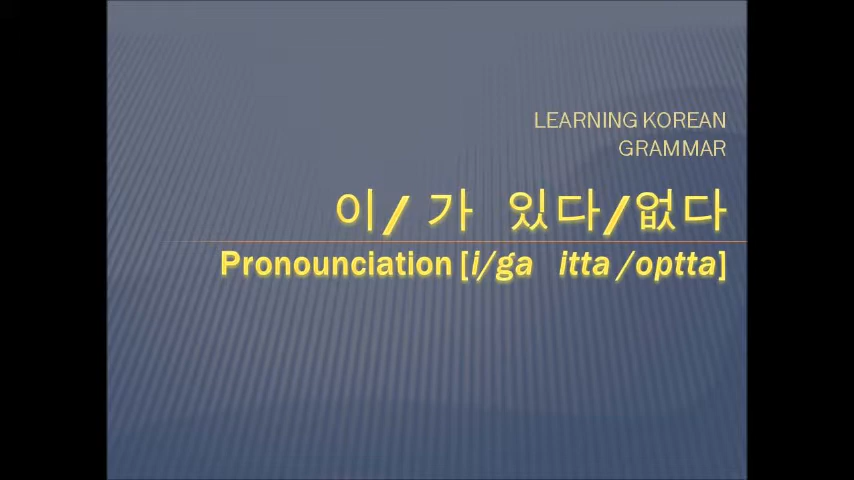 LEARNING KOREAN
GRAMMAR
이/ 가 있다/없다
Pronounciation [i/ga itta /optta]